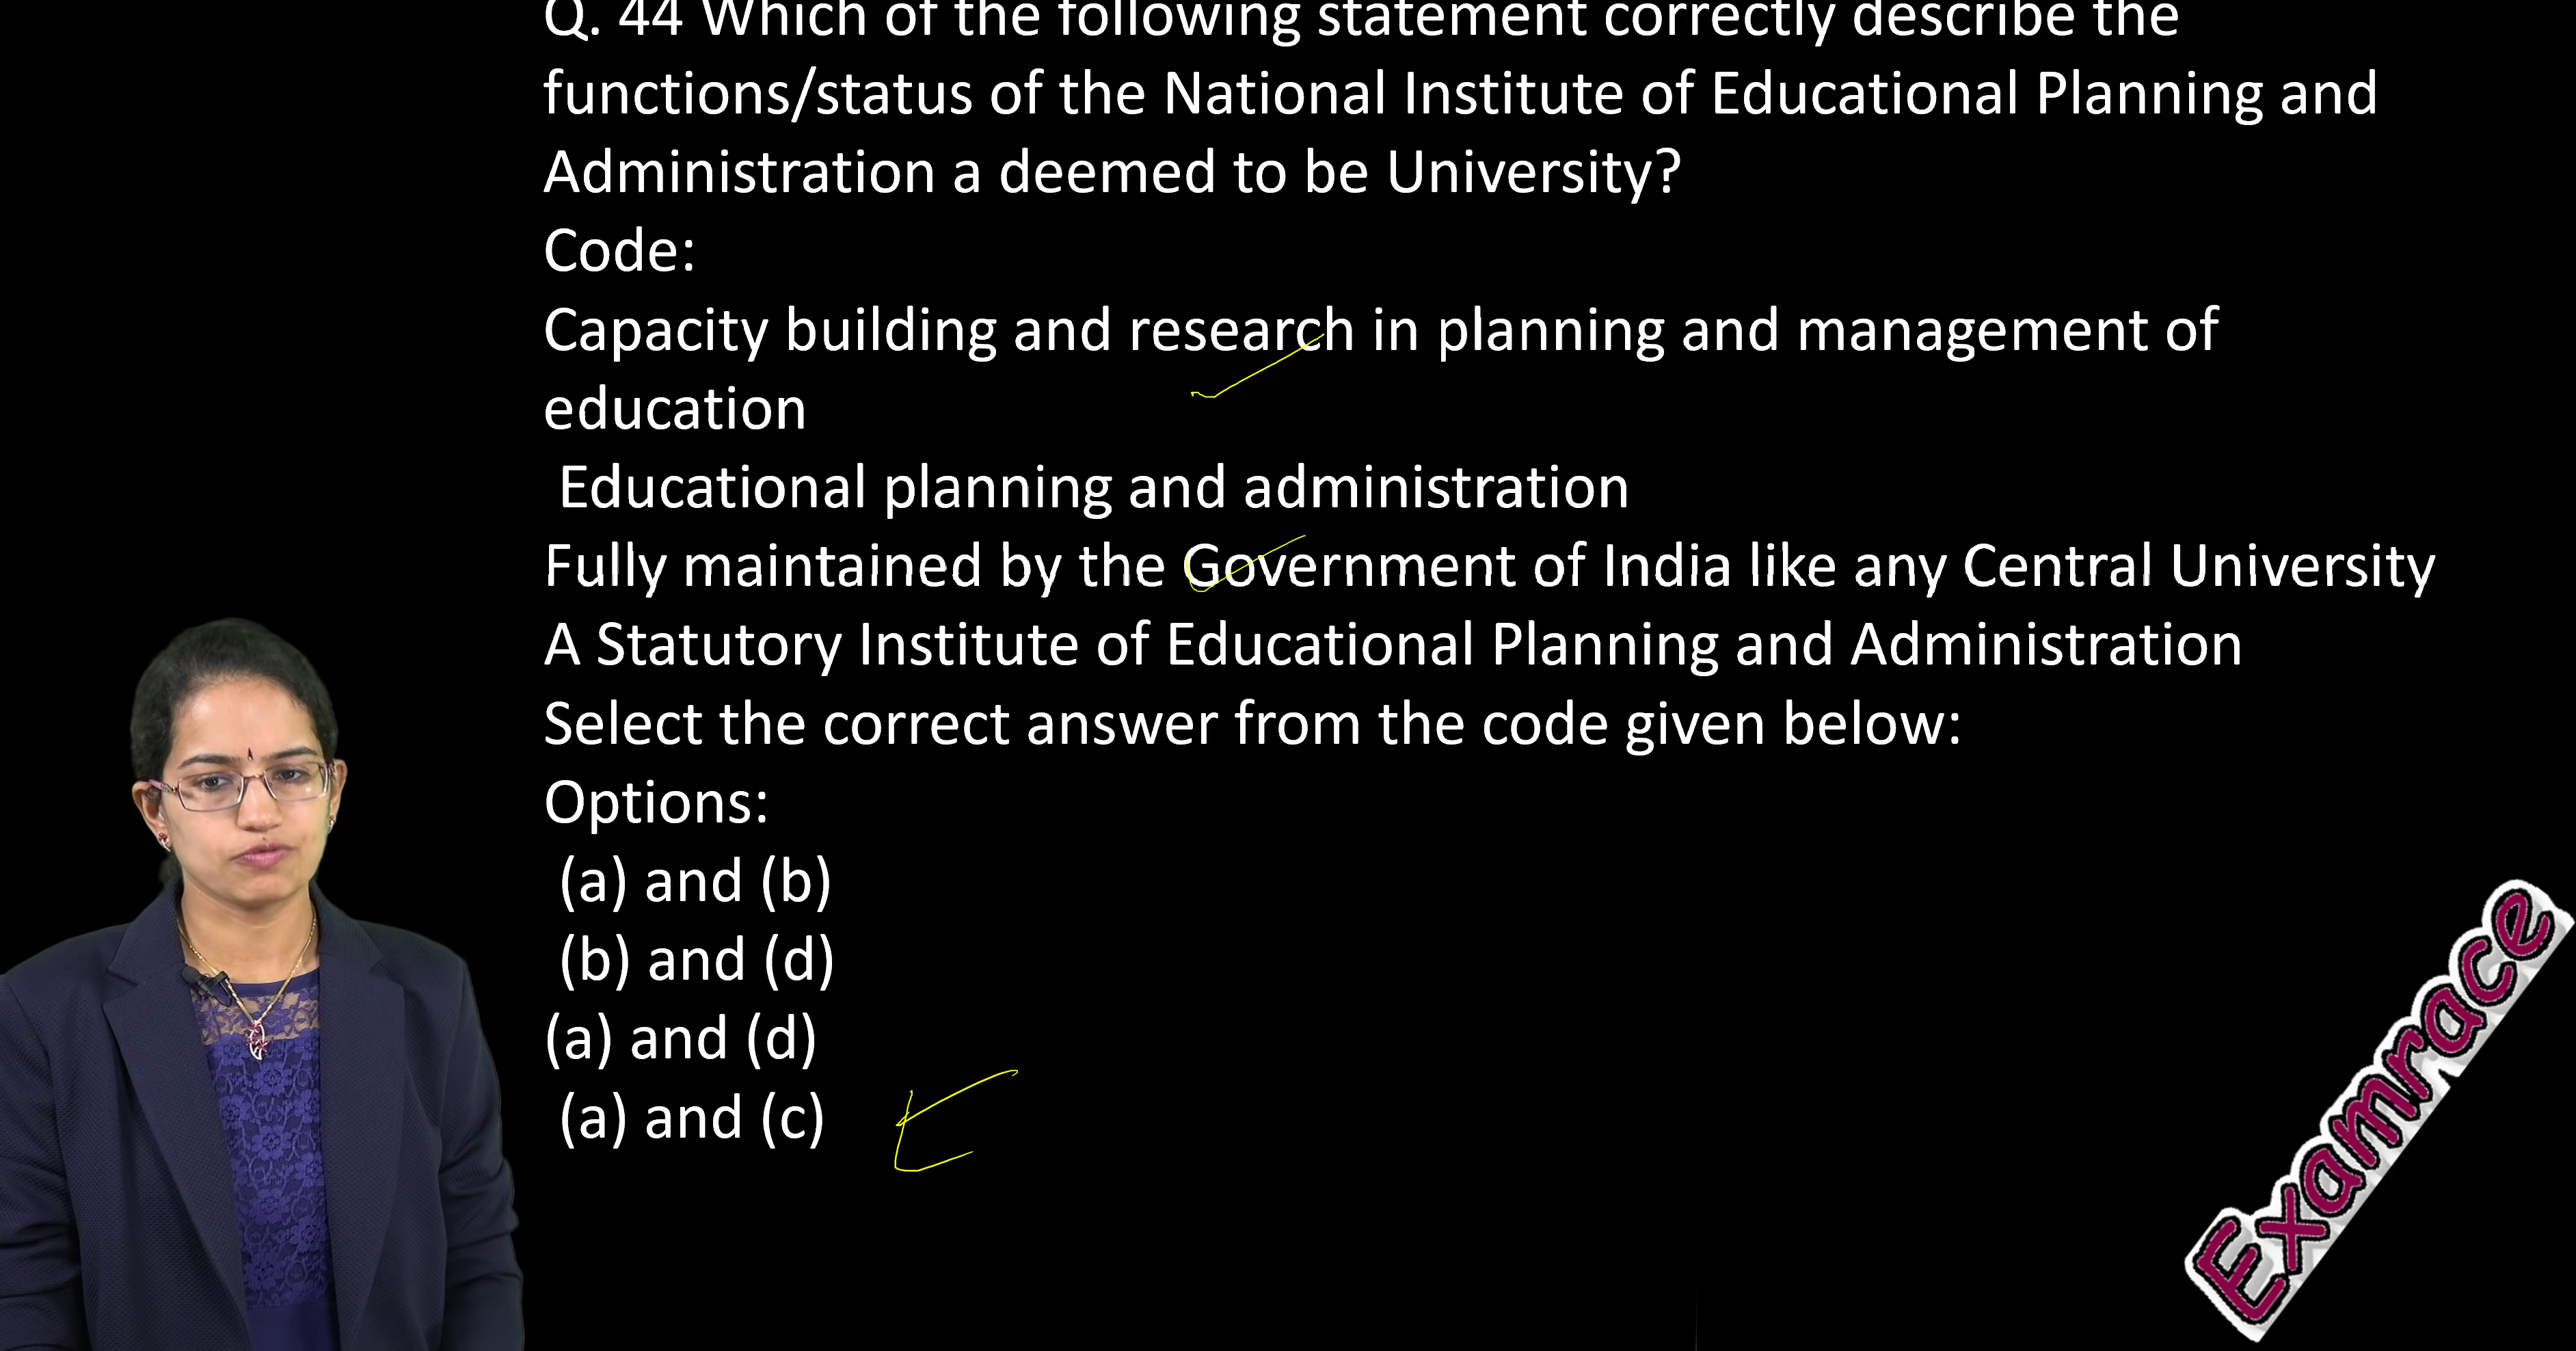 Q. 44 Which of the following statement correctly describe the
functions/status of the National Institute of Educational Planning and
Administration a deemed to be University?
Code:
Capacity building and research in planning and management of
education
Educational planning and administration
Fully maintained by the Government of India like any Central University
A Statutory Institute of Educational Planning and Administration
Select the correct answer from the code given below:
Options:
(a) and (b)
(b) and (d)
(a) and (d)
(a) and (c)
Examrace